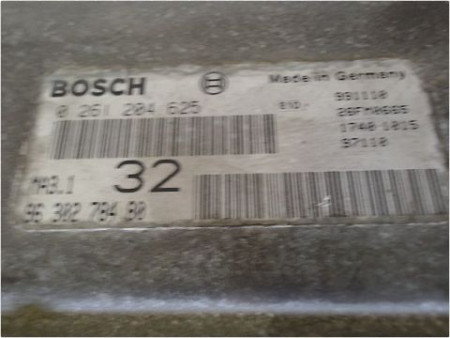 BOSCH
Made in Germany
0 261 204 625
991110
26FM0665
1740 1015
97110
MA3.1
32
96 302 784 80